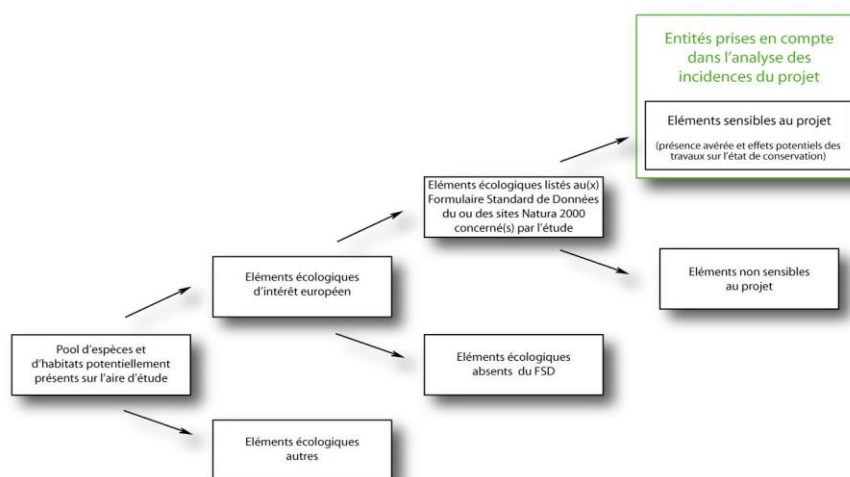 Entités prises en compte
dans l'analyse des
incidences du projet
Eléments sensibles au projet
(présence avérée et effets potentiels des
travaux sur l'état de conservation)
Eléments écologiques listés au(x)
Formulaire Standard de Données
du ou des sites Natura 2000
concerné(s) par l'étude
Eléments non sensibles
au projet
Eléments écologiques
d'intérêt européen
Pool d'espèces et
d'habitats potentiellement
présents sur l'aire d'étude
Eléments écologiques
absents du FSD
Eléments écologiques
autres